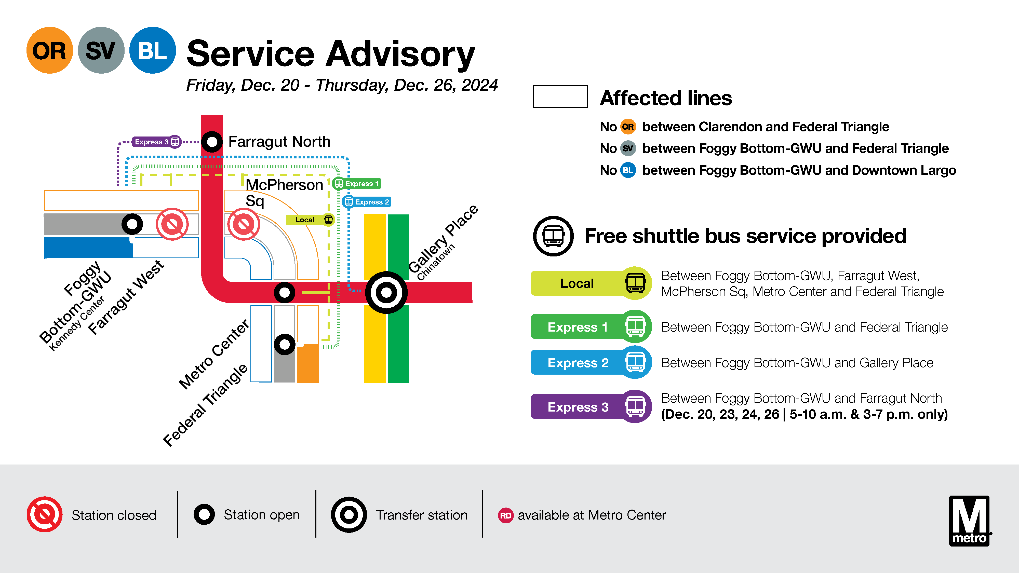 OR SV BL Service Advisory
Friday, Dec. 20 - Thursday, Dec. 26, 2024
Express 3
Farragut North
McPherson
Sq
Express 1
Express 2
Local
Gallery Place
Chinatown
Foggy
Bottom-GWU
Kennedy Center
Farragut West
Metro Center
Federal Triangle
Affected lines
No OR between Clarendon and Federal Triangle
No SV between Foggy Bottom-GWU and Federal Triangle
No BL between Foggy Bottom-GWU and Downtown Largo
Free shuttle bus service provided
Local
Between Foggy Bottom-GWU, Farragut West,
McPherson Sq, Metro Center and Federal Triangle
Express 1
Between Foggy Bottom-GWU and Federal Triangle
Express 2
Between Foggy Bottom-GWU and Gallery Place
Express 3
Between Foggy Bottom-GWU and Farragut North
(Dec. 20, 23, 24, 26 | 5-10 a.m. & 3-7 p.m. only)
Station closed
Station open
Transfer station
RD available at Metro Center
M
metro